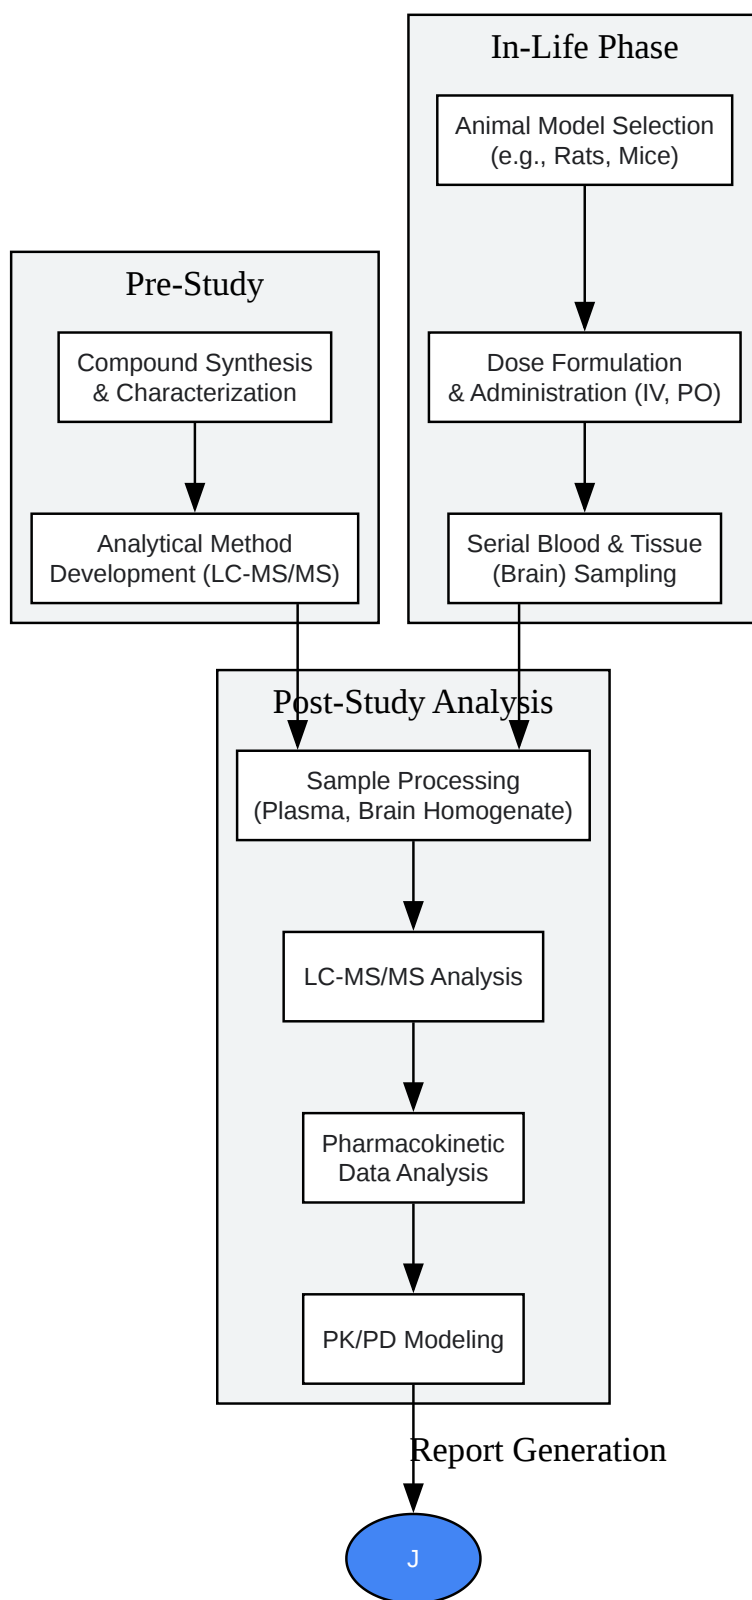 In-Life Phase
Animal Model Selection
(e.g., Rats, Mice)
Dose Formulation
& Administration (IV, PO)
Serial Blood & Tissue
(Brain) Sampling
Pre-Study
Compound Synthesis
& Characterization
Analytical Method
Development (LC-MS/MS)
Post-Study Analysis
Sample Processing
(Plasma, Brain Homogenate)
LC-MS/MS Analysis
Pharmacokinetic
Data Analysis
PK/PD Modeling
Report Generation
J